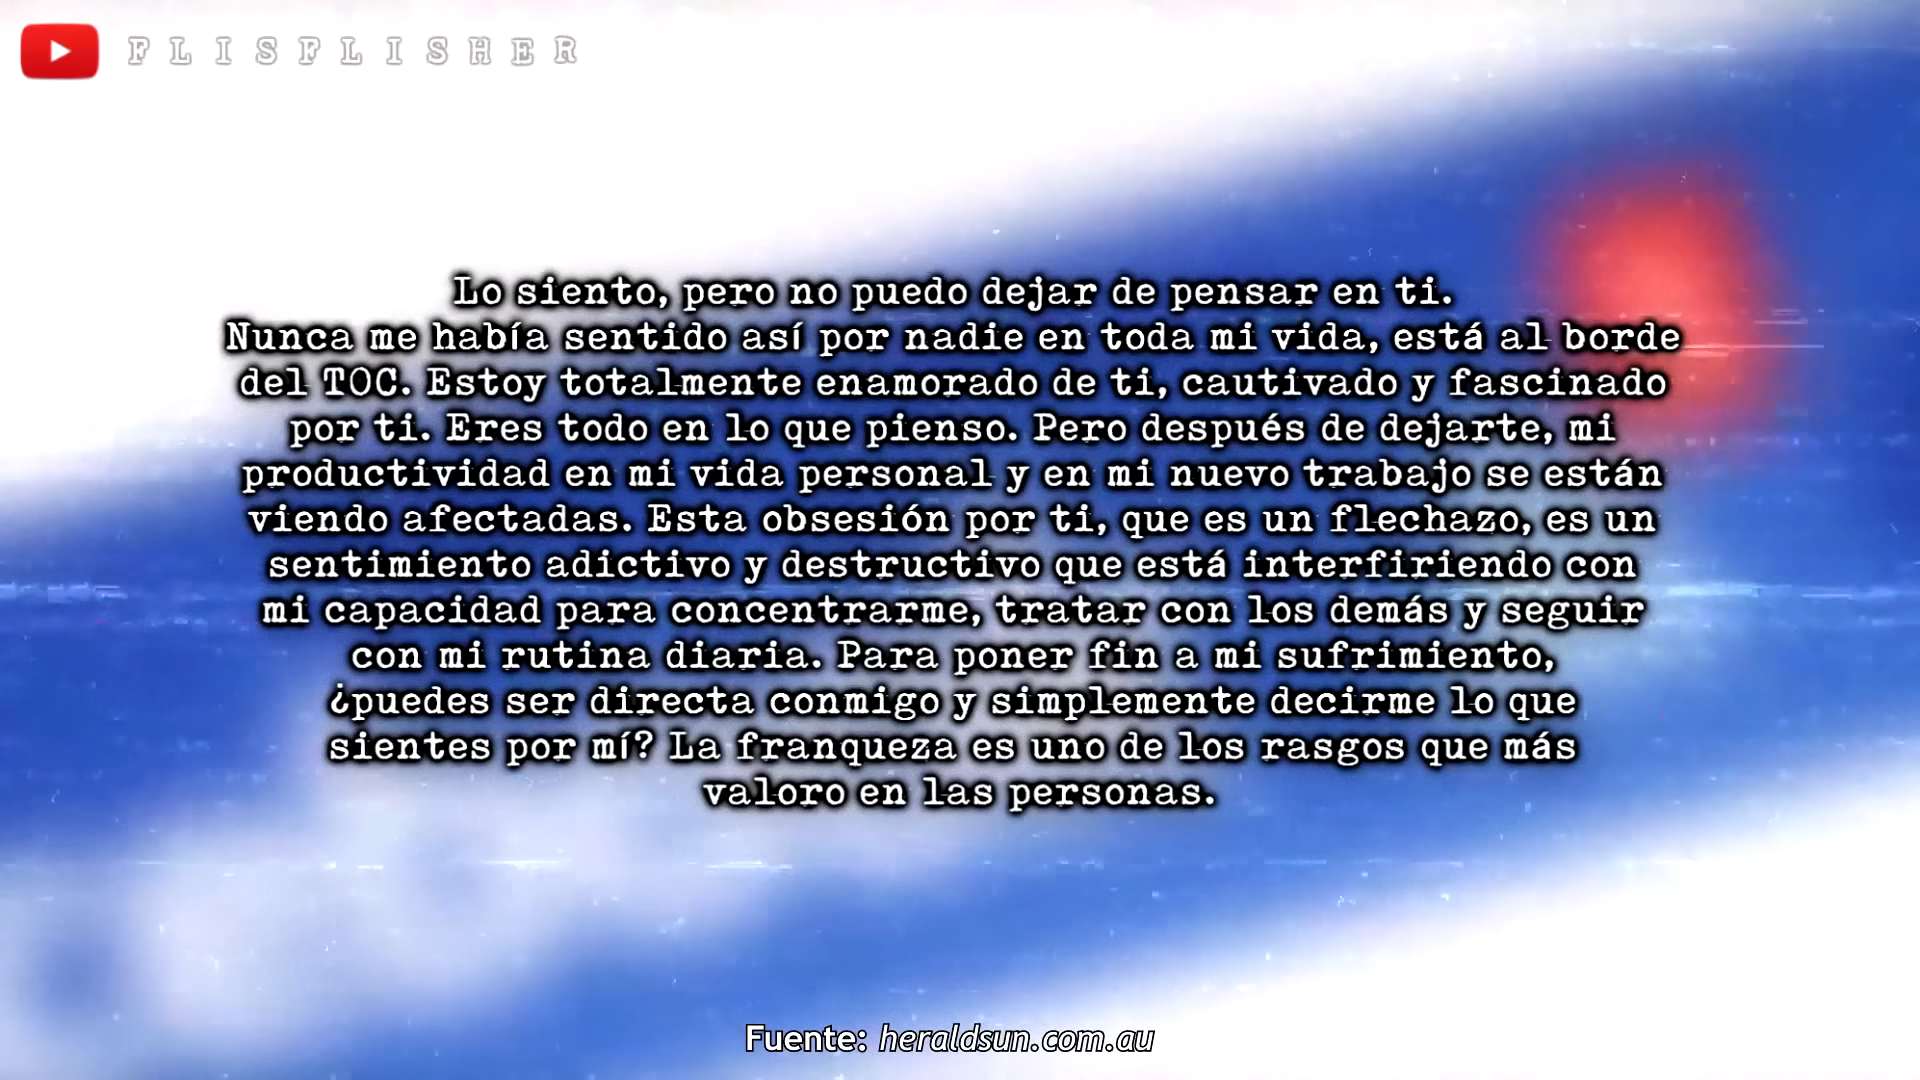 FLISFLISHER
Lo siento, pero no puedo dejar de pensar en ti.
Nunca me había sentido así por nadie en toda mi vida, está al borde
del TOC. Estoy totalmente enamorado de ti, cautivado y fascinado
por ti. Eres todo en lo que pienso. Pero después de dejarte, mi
productividad en mi vida personal y en mi nuevo trabajo se están
viendo afectadas. Esta obsesión por ti, que es un flechazo, es un
sentimiento adictivo y destructivo que está interfiriendo con
mi capacidad para concentrarme, tratar con los demás y seguir
con mi rutina diaria. Para poner fin a mi sufrimiento,
¿puedes ser directa conmigo y simplemente decirme lo que
sientes por mí? La franqueza es uno de los rasgos que más
valoro en las personas.
Fuente: heraldsun.com.au